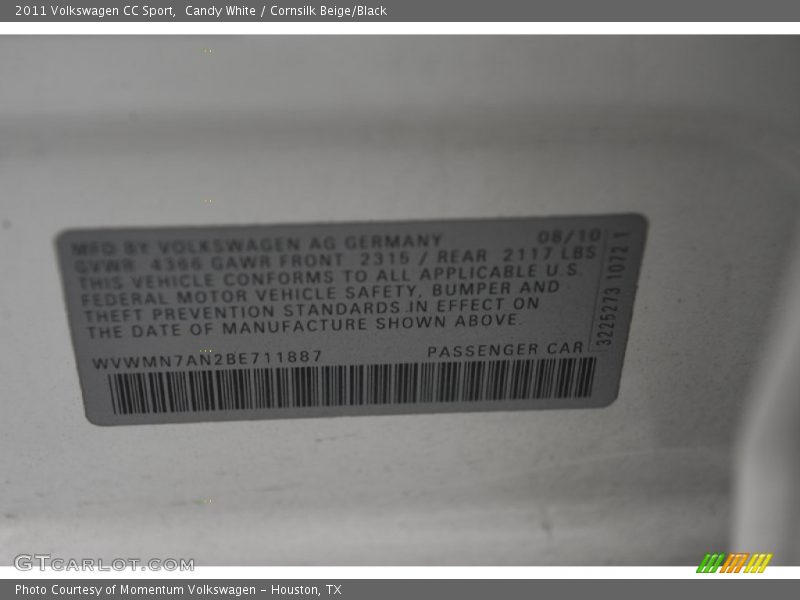 2011 Volkswagen CC Sport,  Candy White / Cornsilk Beige/Black
MFD BY VOLKSWAGEN AG GERMANY 08/10
GVWR 4366 GAWR FRONT 2315 / REAR 2117 LBS
THIS VEHICLE CONFORMS TO ALL APPLICABLE U.S.
FEDERAL MOTOR VEHICLE SAFETY, BUMPER AND
THEFT PREVENTION STANDARDS IN EFFECT ON
THE DATE OF MANUFACTURE SHOWN ABOVE.
WVWMN7AN2BE711887 PASSENGER CAR
3225273 1072 1
GTCARLOT.COM
Photo Courtesy of Momentum Volkswagen - Houston, TX